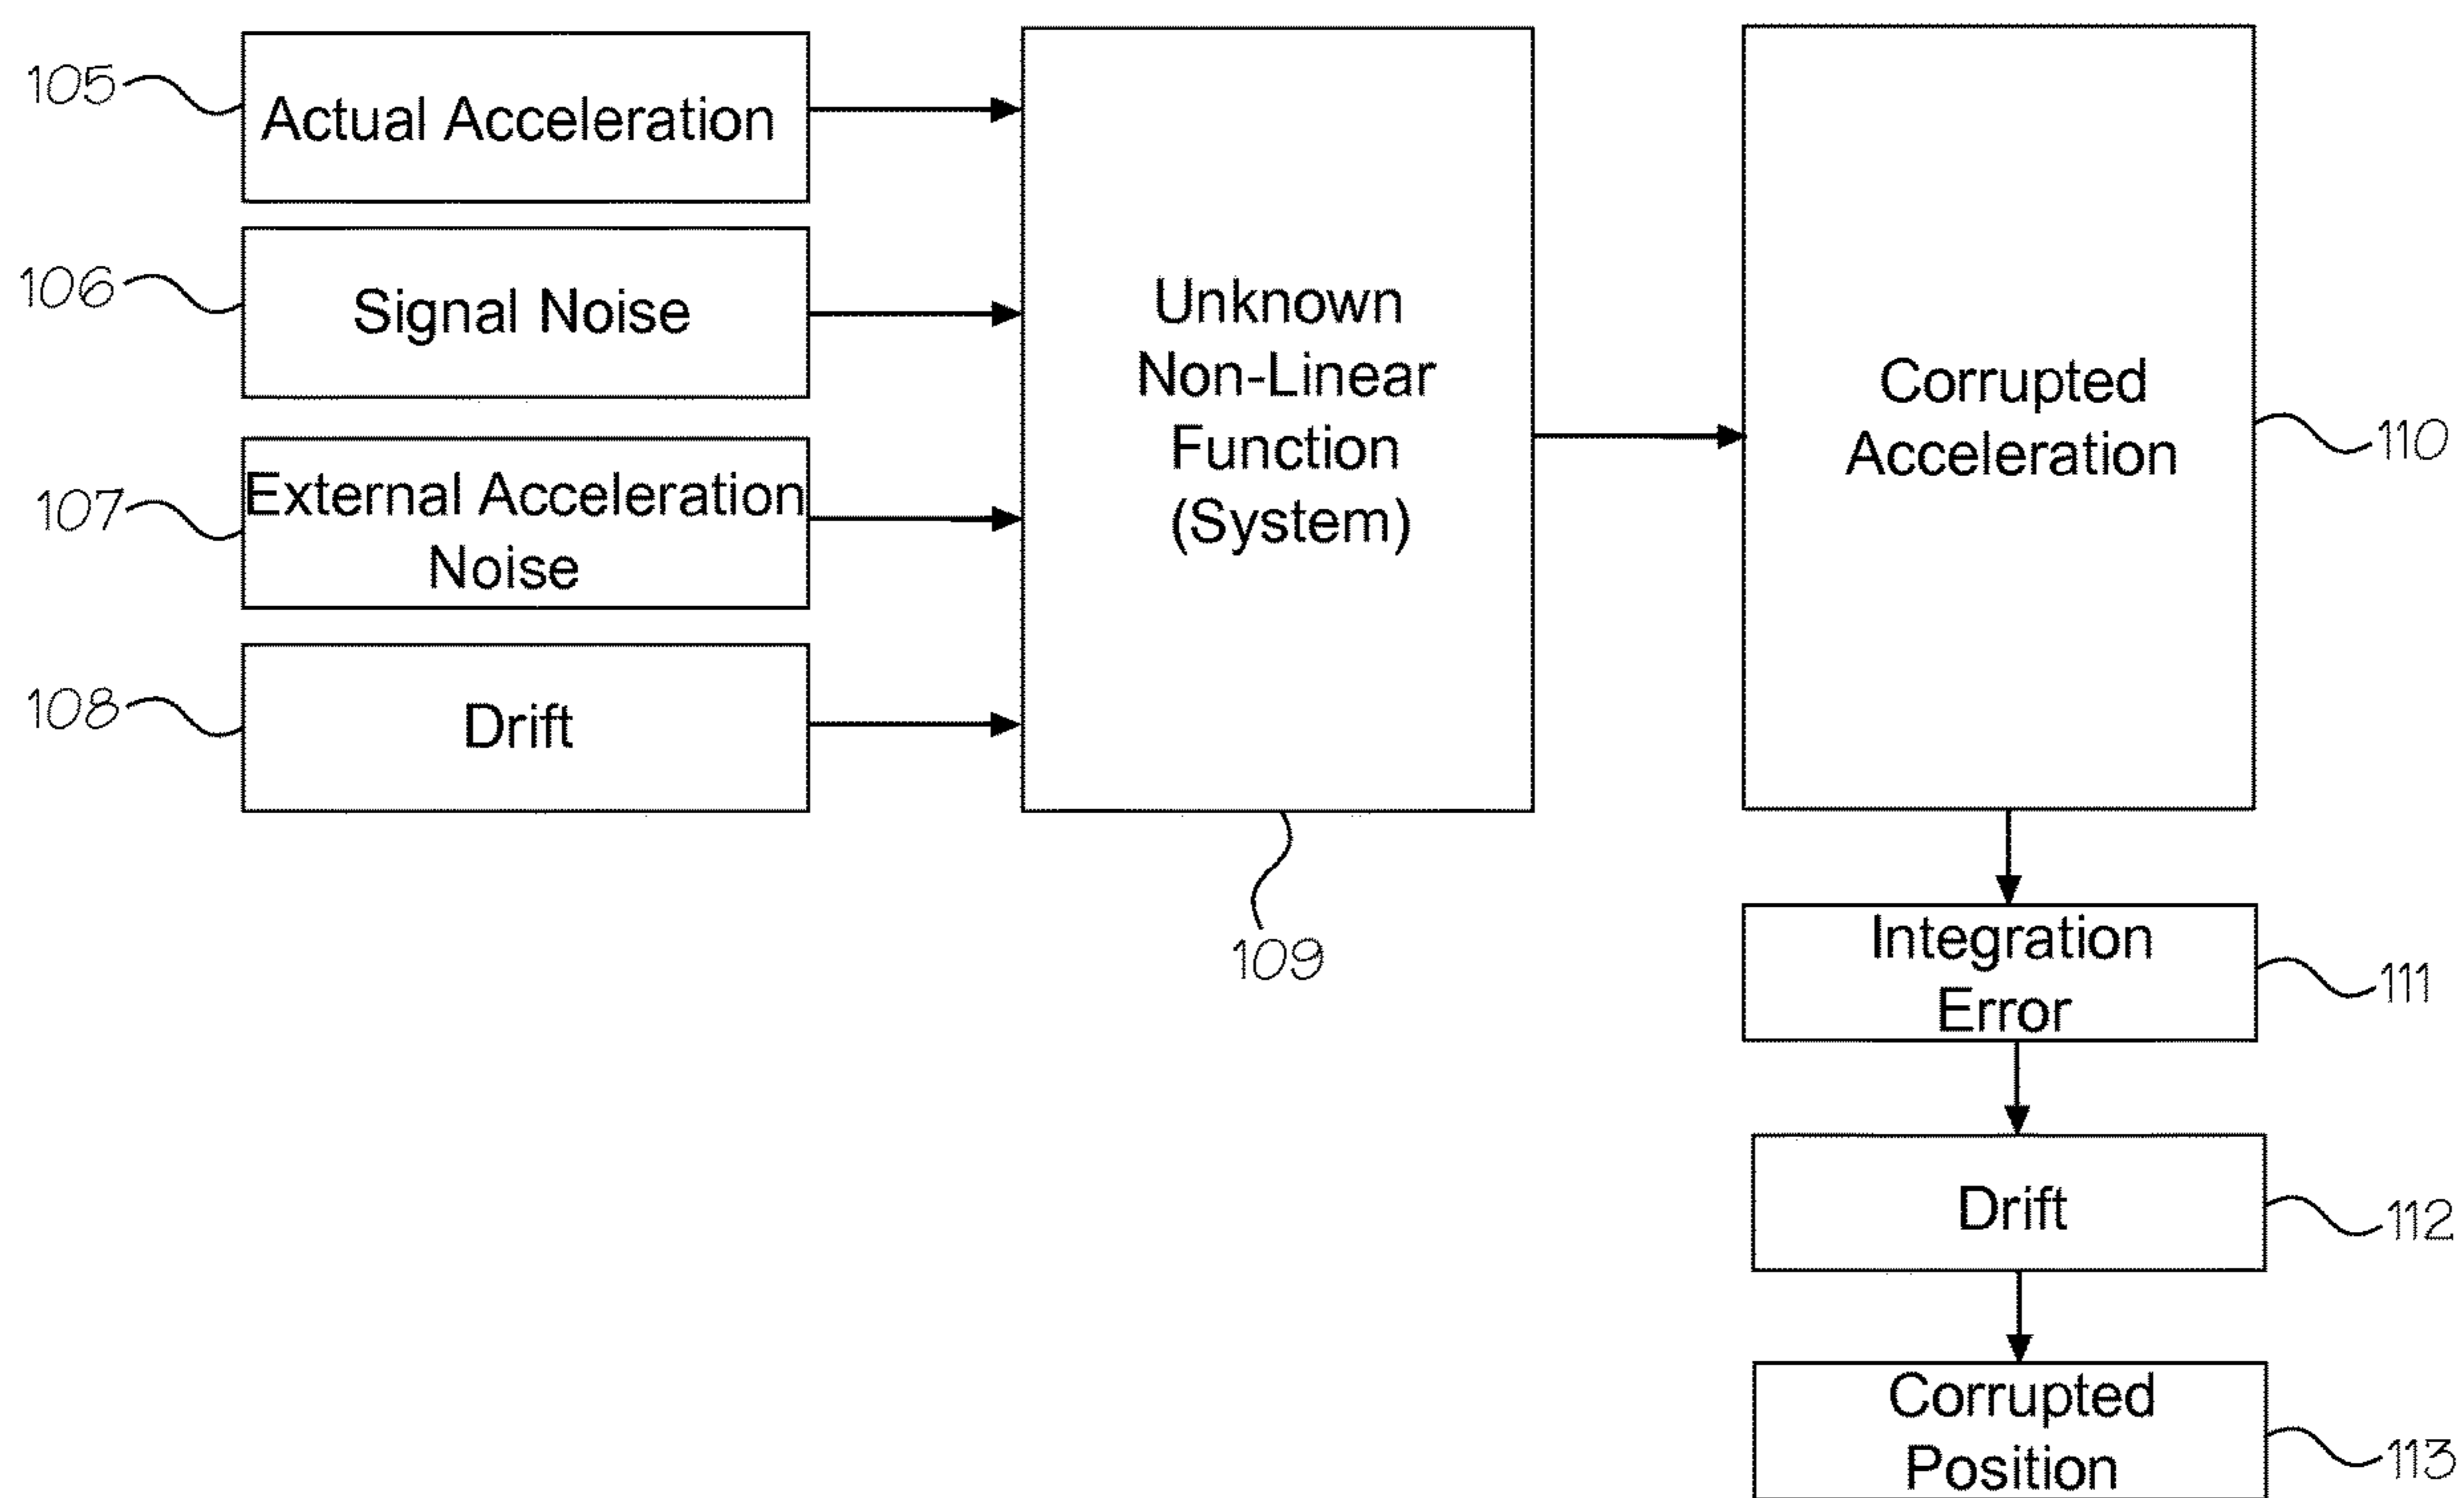 105
Actual Acceleration
106
Signal Noise
107
External Acceleration
Noise
108
Drift
Unknown
Non-Linear
Function
(System)
109
Corrupted
Acceleration
110
Integration
Error
111
Drift
112
Corrupted
Position
113